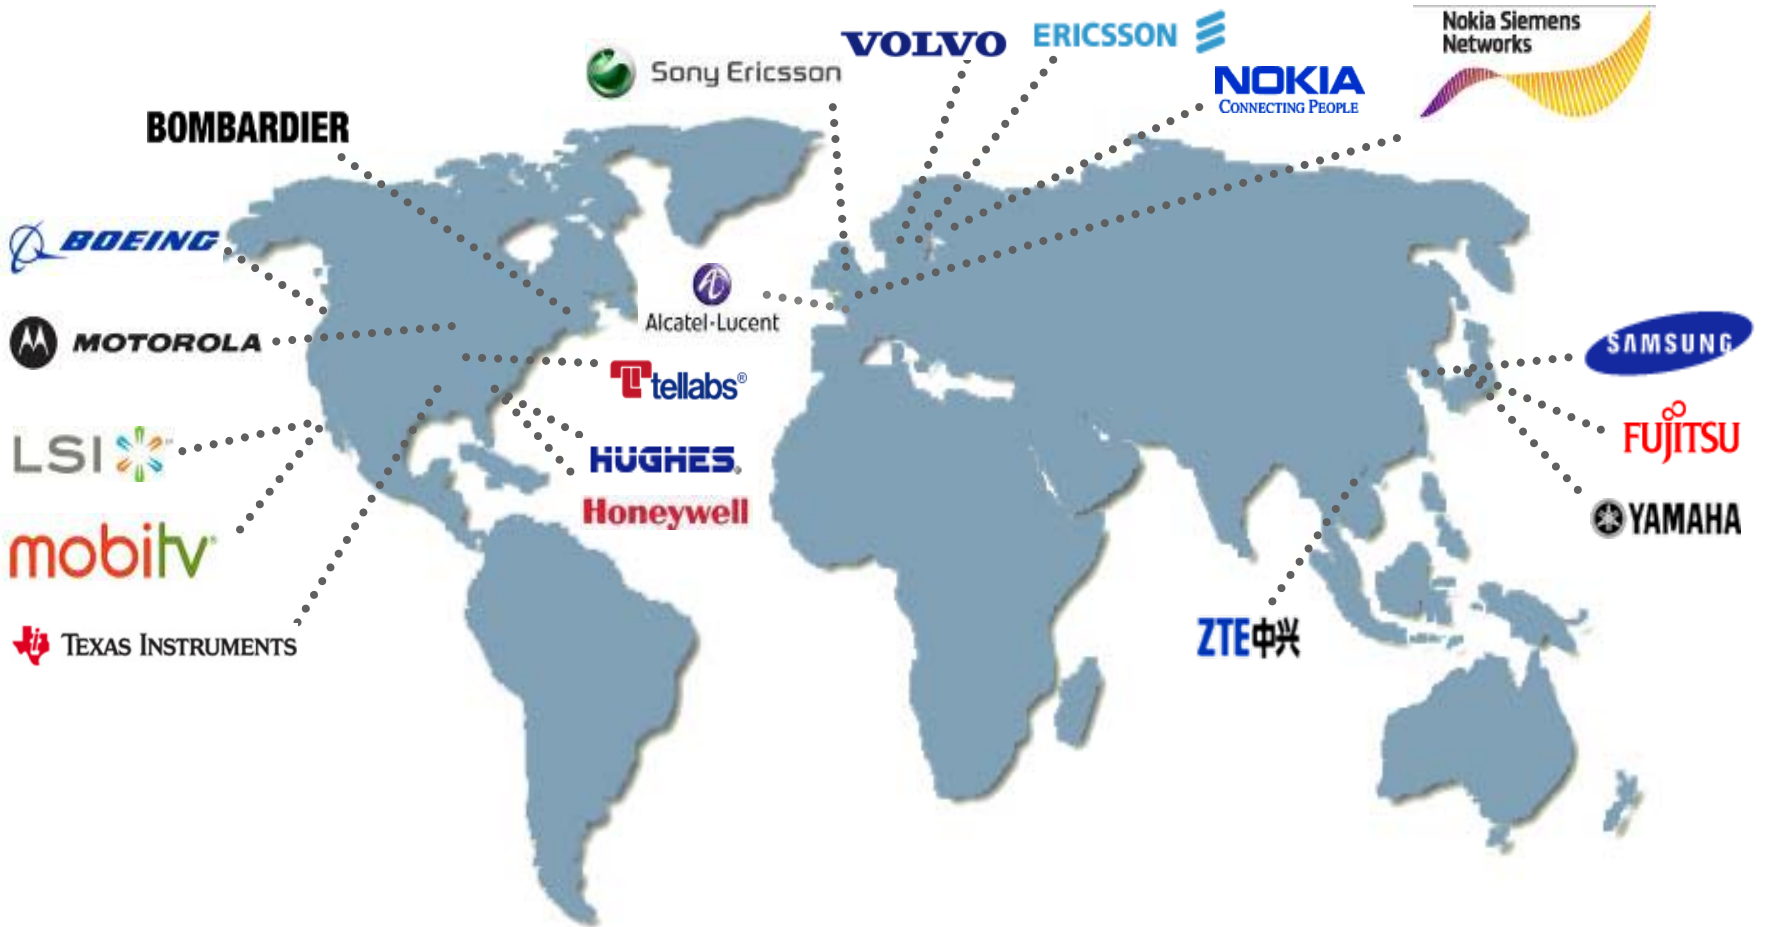 Nokia Siemens
Networks
VOLVO
ERICSSON
Sony Ericsson
NOKIA
CONNECTING PEOPLE
BOMBARDIER
BOEING
Alcatel·Lucent
MOTOROLA
SAMSUNG
tellabs®
FUJITSU
LSI
HUGHES®
Honeywell
YAMAHA
mobitv
TEXAS INSTRUMENTS
ZTE中兴